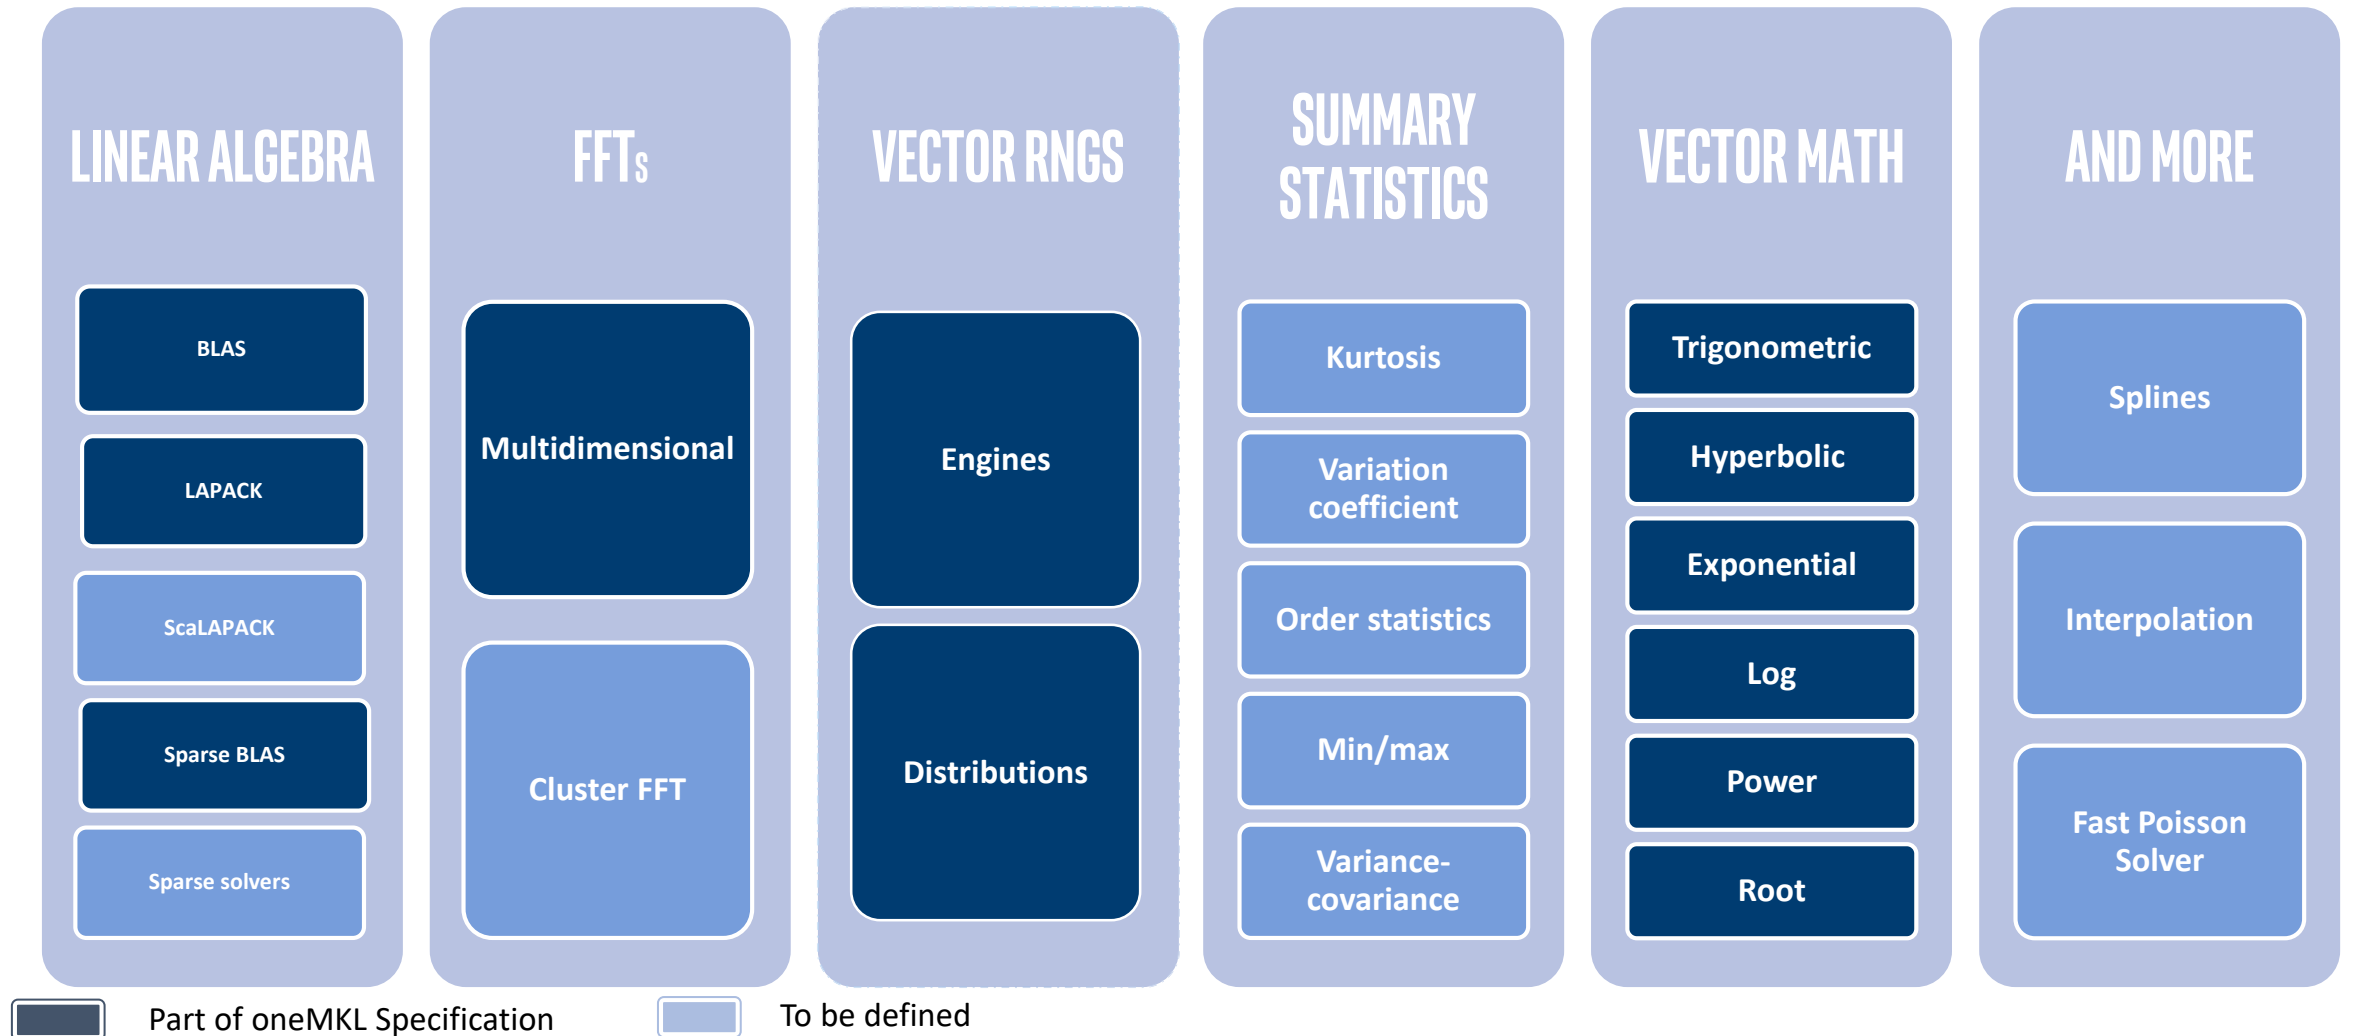 LINEAR ALGEBRA
BLAS
LAPACK
ScaLAPACK
Sparse BLAS
Sparse solvers
FFTs
Multidimensional
Cluster FFT
VECTOR RNGS
Engines
Distributions
SUMMARY
STATISTICS
Kurtosis
Variation
coefficient
Order statistics
Min/max
Variance-
covariance
VECTOR MATH
Trigonometric
Hyperbolic
Exponential
Log
Power
Root
AND MORE
Splines
Interpolation
Fast Poisson
Solver
Part of oneMKL Specification
To be defined